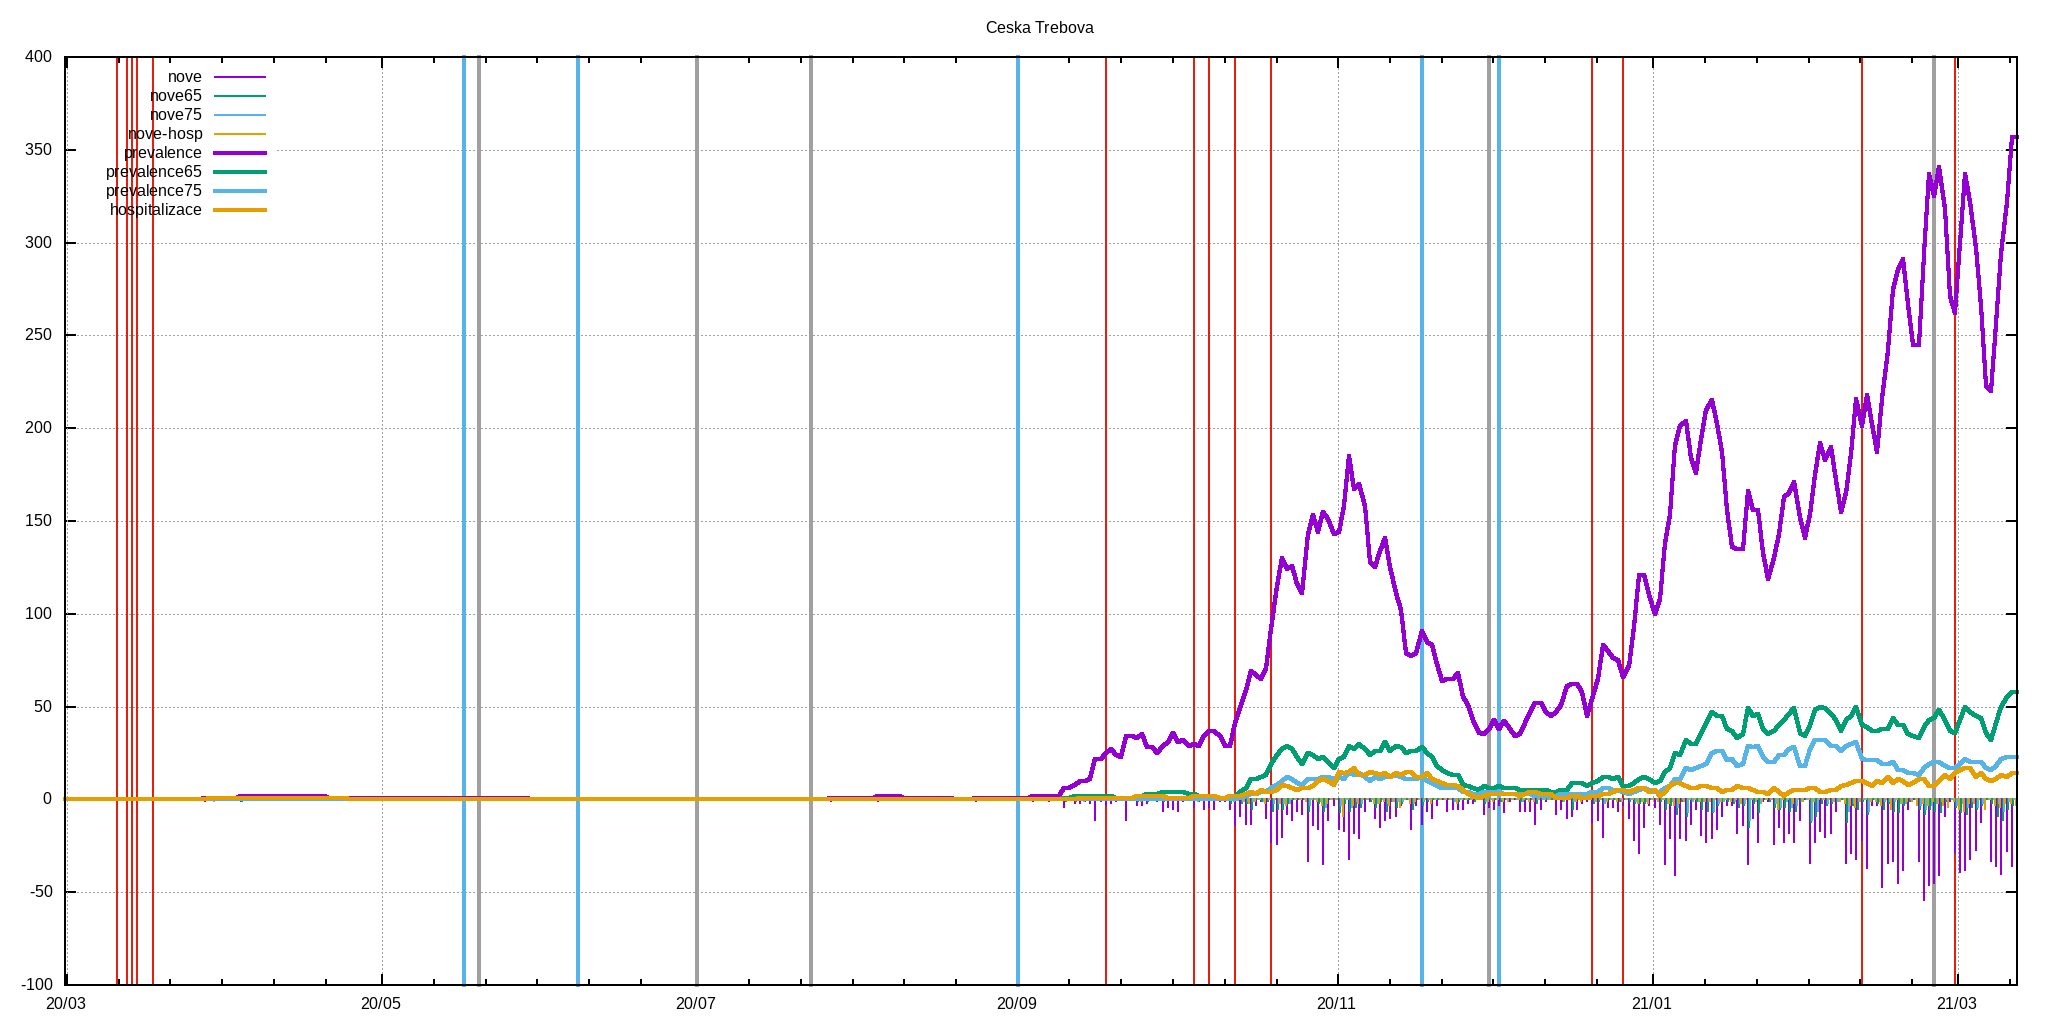 Ceska Trebova
400
350
300
250
200
150
100
50
0
-50
-100
nove
nove65
nove75
nove-hosp
prevalence
prevalence65
prevalence75
hospitalizace
20/03 20/05 20/07 20/09 20/11 21/01 21/03